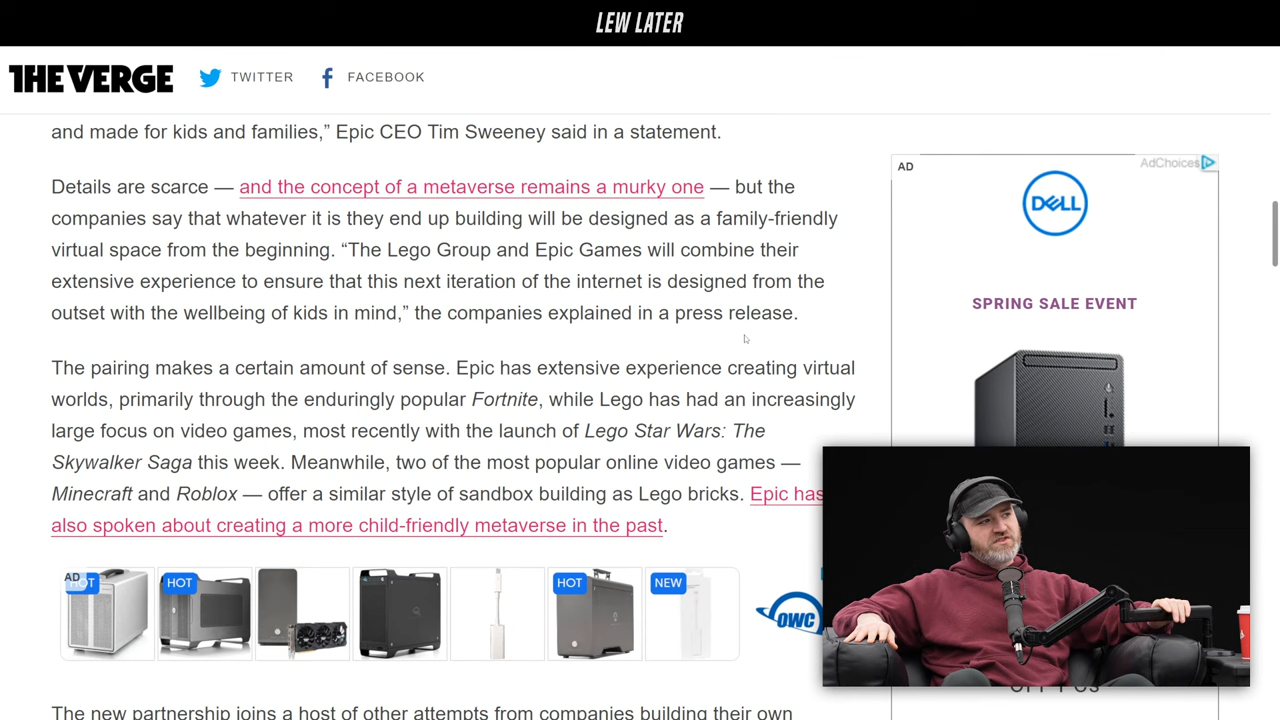 LEW LATER
THE VERGE
TWITTER
FACEBOOK
and made for kids and families,” Epic CEO Tim Sweeney said in a statement.
Details are scarce — and the concept of a metaverse remains a murky one — but the
companies say that whatever it is they end up building will be designed as a family-friendly
virtual space from the beginning. “The Lego Group and Epic Games will combine their
extensive experience to ensure that this next iteration of the internet is designed from the
outset with the wellbeing of kids in mind,” the companies explained in a press release.
The pairing makes a certain amount of sense. Epic has extensive experience creating virtual
worlds, primarily through the enduringly popular Fortnite, while Lego has had an increasingly
large focus on video games, most recently with the launch of Lego Star Wars: The
Skywalker Saga this week. Meanwhile, two of the most popular online video games —
Minecraft and Roblox — offer a similar style of sandbox building as Lego bricks. Epic has
also spoken about creating a more child-friendly metaverse in the past.
AD
HOT
HOT
HOT
NEW
OWC
The new partnership joins a host of other attempts from companies building their own
AD
AdChoices
DELL
SPRING SALE EVENT